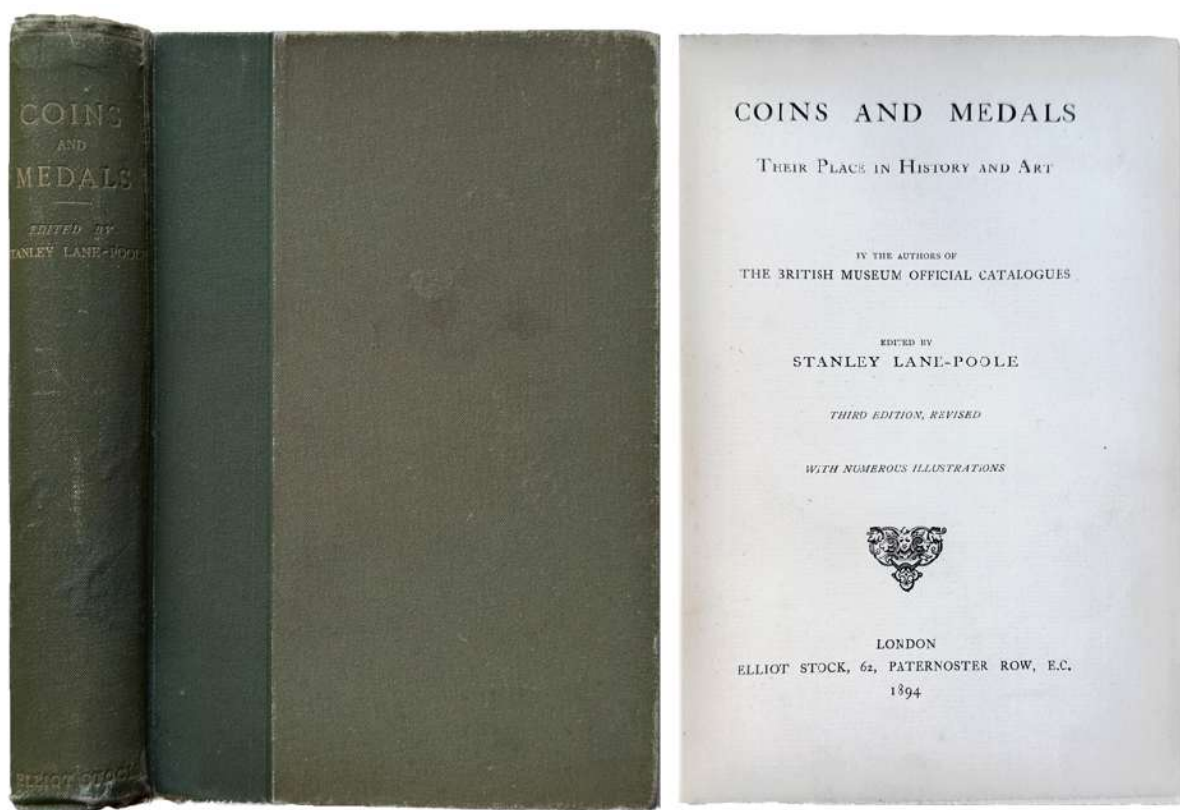 COINS
AND
MEDALS
EDITED BY
STANLEY LANE-POOLE
ELLIOT STOCK
COINS AND MEDALS
THEIR PLACE IN HISTORY AND ART
BY THE AUTHORS OF
THE BRITISH MUSEUM OFFICIAL CATALOGUES
EDITED BY
STANLEY LANE-POOLE
THIRD EDITION, REVISED
WITH NUMEROUS ILLUSTRATIONS
LONDON
ELLIOT STOCK, 62, PATERNOSTER ROW, E.C.
1894